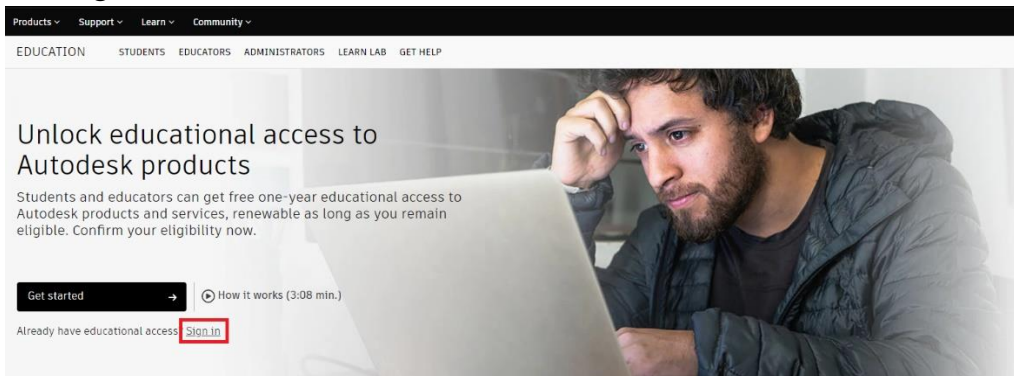 Products Support Learn Community
EDUCATION STUDENTS EDUCATORS ADMINISTRATORS LEARN LAB GET HELP
Unlock educational access to
Autodesk products
Students and educators can get free one-year educational access to
Autodesk products and services, renewable as long as you remain
eligible. Confirm your eligibility now.
Get started → How it works (3:08 min.)
Already have educational access Sign in